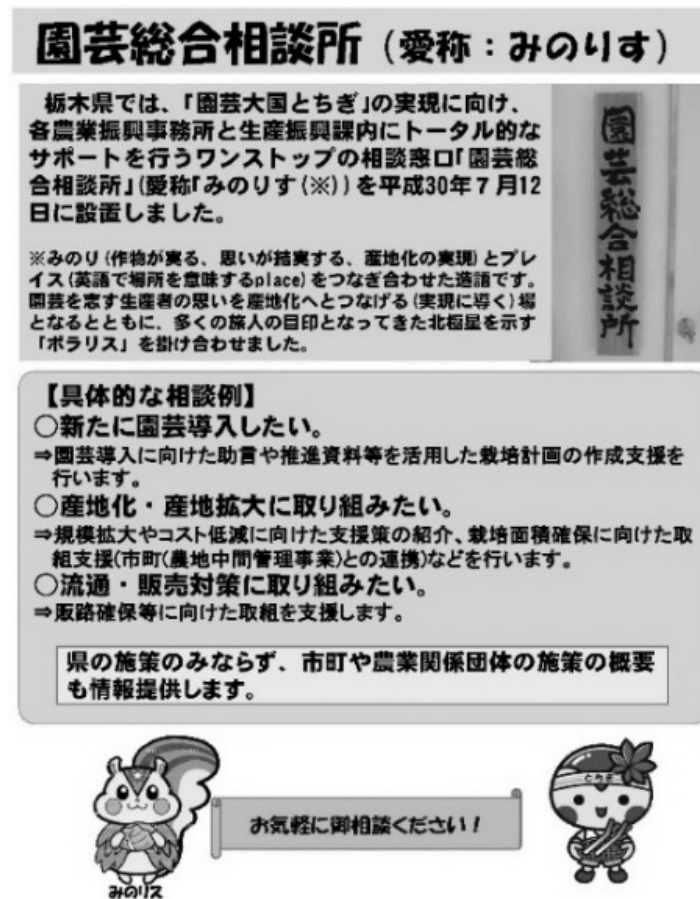 園芸総合相談所（愛称：みのりす）
栃木県では、「園芸大国とちぎ」の実現に向け、
各農業振興事務所と生産振興課内にトータル的な
サポートを行うワンストップの相談窓口「園芸総
合相談所」(愛称「みのりす(※))を平成30年７月12
日に設置しました。
※みのり(作物が実る、思いが結実する、産地化の実現)とプレ
イス(英語で場所を意味するplace)をつなぎ合わせた造語です。
園芸を志す生産者の思いを産地化へとつなげる(実現に導く)場
となるとともに、多くの旅人の目印となってきた北極星を示す
「ポラリス」を掛け合わせました。
園芸総合相談所
【具体的な相談例】
○新たに園芸導入したい。
⇒園芸導入に向けた助言や推進資料等を活用した栽培計画の作成支援を
行います。
○産地化・産地拡大に取り組みたい。
⇒規模拡大やコスト低減に向けた支援策の紹介、栽培面積確保に向けた取
組支援(市町(農地中間管理事業)との連携)などを行います。
○流通・販売対策に取り組みたい。
⇒販路確保等に向けた取組を支援します。
県の施策のみならず、市町や農業関係団体の施策の概要
も情報提供します。
お気軽に御相談ください！
とちぎ
みのリス